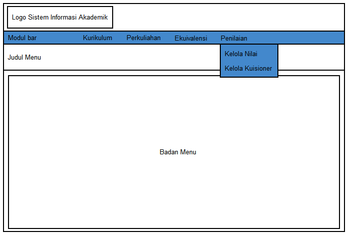 Logo Sistem Informasi Akademik
Modul bar Kurikulum Perkuliahan Ekuivalensi Penilaian
Kelola Nilai
Judul Menu
Kelola Kuisioner
Badan Menu